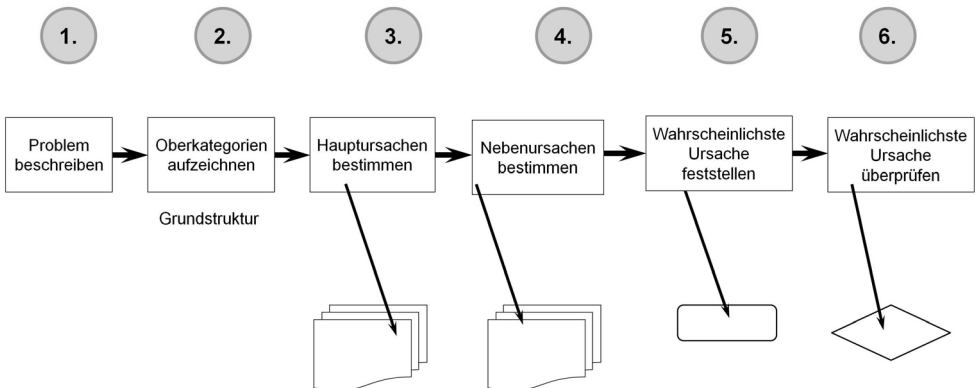 1.
2.
3.
4.
5.
6.
Problem
beschreiben
Oberkategorien
aufzeichnen
Hauptursachen
bestimmen
Nebenursachen
bestimmen
Wahrscheinlichste
Ursache
feststellen
Wahrscheinlichste
Ursache
überprüfen
Grundstruktur